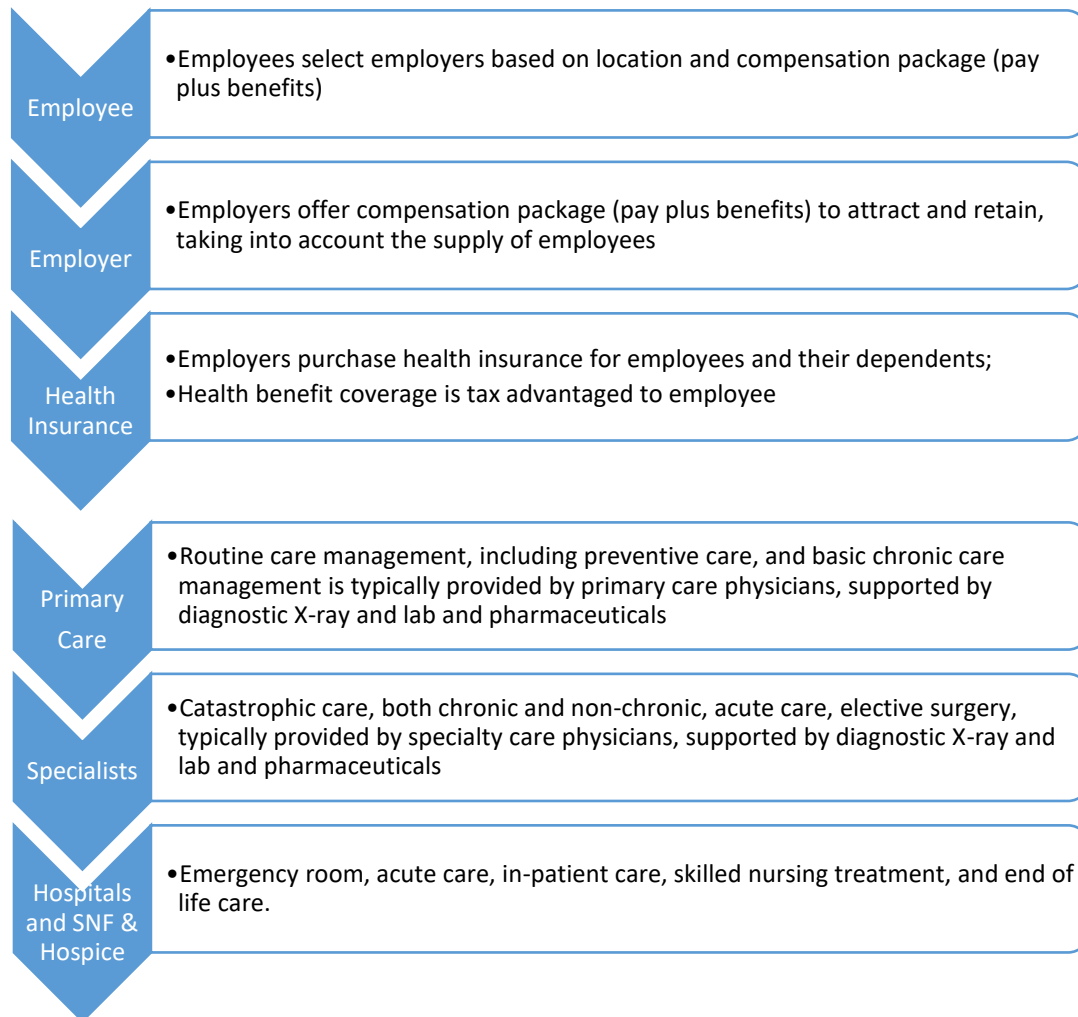 Employee
•Employees select employers based on location and compensation package (pay
plus benefits)
Employer
•Employers offer compensation package (pay plus benefits) to attract and retain,
taking into account the supply of employees
Health
Insurance
•Employers purchase health insurance for employees and their dependents;
•Health benefit coverage is tax advantaged to employee
Primary
Care
•Routine care management, including preventive care, and basic chronic care
management is typically provided by primary care physicians, supported by
diagnostic X-ray and lab and pharmaceuticals
Specialists
•Catastrophic care, both chronic and non-chronic, acute care, elective surgery,
typically provided by specialty care physicians, supported by diagnostic X-ray and
lab and pharmaceuticals
Hospitals
and SNF &
Hospice
•Emergency room, acute care, in-patient care, skilled nursing treatment, and end of
life care.